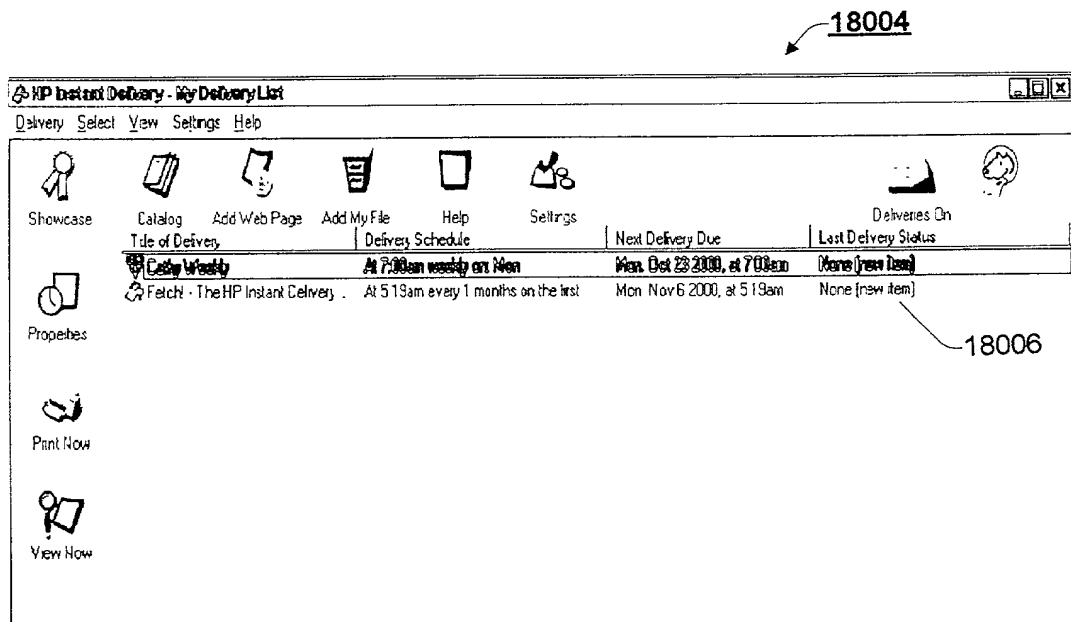 18004
HP Instant Delivery - My Delivery List
Delivery Select View Settings Help
Showcase
Catalog
Add Web Page
Add My File
Help
Settings
Deliveries On
Title of Delivery
Delivery Schedule
Next Delivery Due
Last Delivery Status
Cathy Weekly
At 7:00am weekly on: Mon
Mon, Oct 23 2000, at 7:00am
None (new item)
Fetch! - The HP Instant Delivery .
At 5 19am every 1 months on the first
Mon Nov 6 2000, at 5 19am
None (new item)
18006
Properties
Print Now
View Now